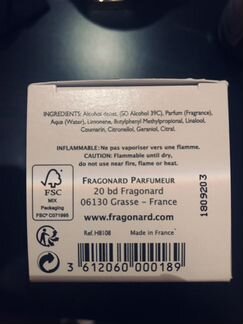 INGREDIENTS: Alcohol denat. (SD Alcohol 39C), Parfum (Fragrance),
Aqua (Water), Limonene, Butylphenyl Methylpropional, Linalool,
Coumarin, Citronellol, Geraniol, Citral.
INFLAMMABLE: Ne pas vaporiser vers une flamme.
CAUTION: Flammable until dry,
do not use near fire, flame or heat.
FSC
MIX
Packaging
FSC® C071995
FRAGONARD PARFUMEUR
20 bd Fragonard
06130 Grasse - France
www.fragonard.com
1809203
Ref.H8108
Made in France
3 612060 000189